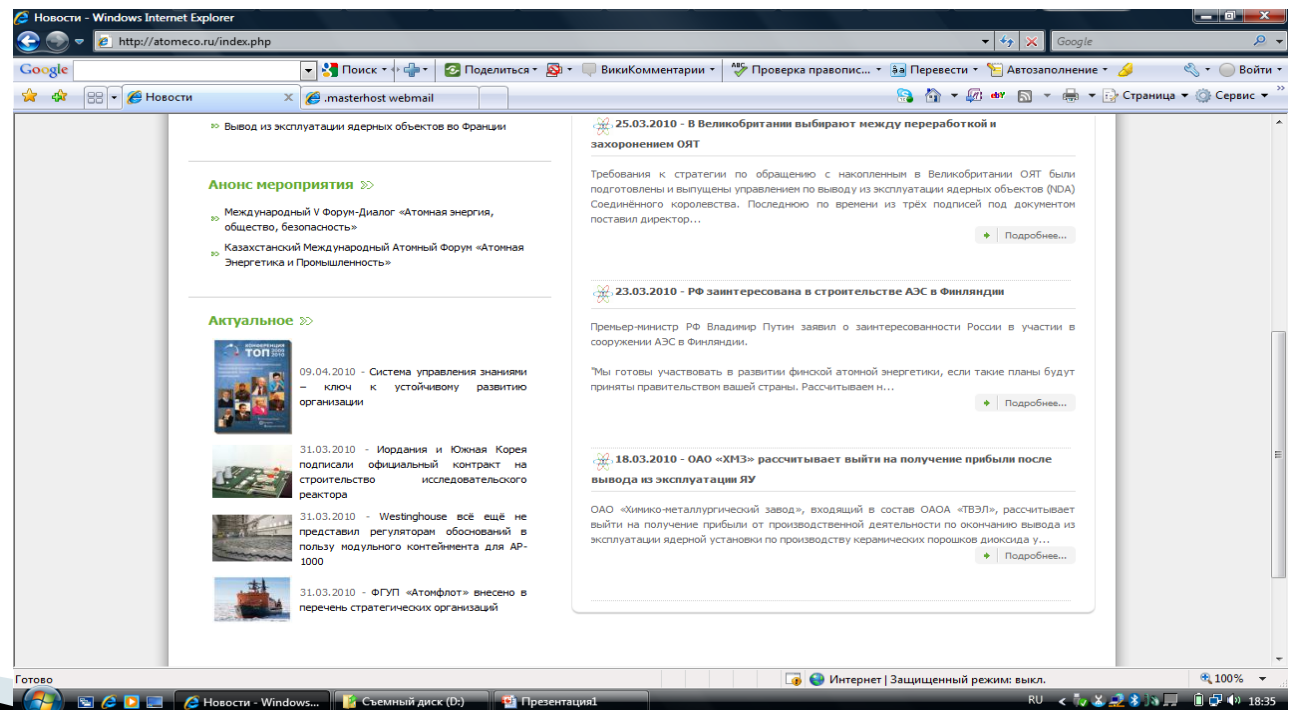 Новости - Windows Internet Explorer
http://atomeco.ru/index.php
Google
Google
Поиск
Поделиться
ВикиКомментарии
Проверка правопис...
Перевести
Автозаполнение
Войти
Новости
.masterhost webmail
Страница
Сервис
Вывод из эксплуатации ядерных объектов во Франции
Анонс мероприятия
Международный V Форум-Диалог «Атомная энергия,
общество, безопасность»
Казахстанский Международный Атомный Форум «Атомная
Энергетика и Промышленность»
Актуальное
КОНФЕРЕНЦИЯ
ТОП 2009
2010
09.04.2010 - Система управления знаниями
– ключ к устойчивому развитию
организации
31.03.2010 - Иордания и Южная Корея
подписали официальный контракт на
строительство исследовательского
реактора
31.03.2010 - Westinghouse всё ещё не
представил регуляторам обоснований в
пользу модульного контейнмента для AP-
1000
31.03.2010 - ФГУП «Атомфлот» внесено в
перечень стратегических организаций
25.03.2010 - В Великобритании выбирают между переработкой и
захоронением ОЯТ
Требования к стратегии по обращению с накопленным в Великобритании ОЯТ были
подготовлены и выпущены управлением по выводу из эксплуатации ядерных объектов (NDA)
Соединённого королевства. Последнюю по времени из трёх подписей под документом
поставил директор...
Подробнее...
23.03.2010 - РФ заинтересована в строительстве АЭС в Финляндии
Премьер-министр РФ Владимир Путин заявил о заинтересованности России в участии в
сооружении АЭС в Финляндии.
"Мы готовы участвовать в развитии финской атомной энергетики, если такие планы будут
приняты правительством вашей страны. Рассчитываем н...
Подробнее...
18.03.2010 - ОАО «ХМЗ» рассчитывает выйти на получение прибыли после
вывода из эксплуатации ЯУ
ОАО «Химико-металлургический завод», входящий в состав ОАОА «ТВЭЛ», рассчитывает
выйти на получение прибыли от производственной деятельности по окончанию вывода из
эксплуатации ядерной установки по производству керамических порошков диоксида у...
Подробнее...
Готово
Интернет | Защищенный режим: выкл.
100%
Новости - Windows...
Съемный диск (D:)
Презентация1
RU
18:35